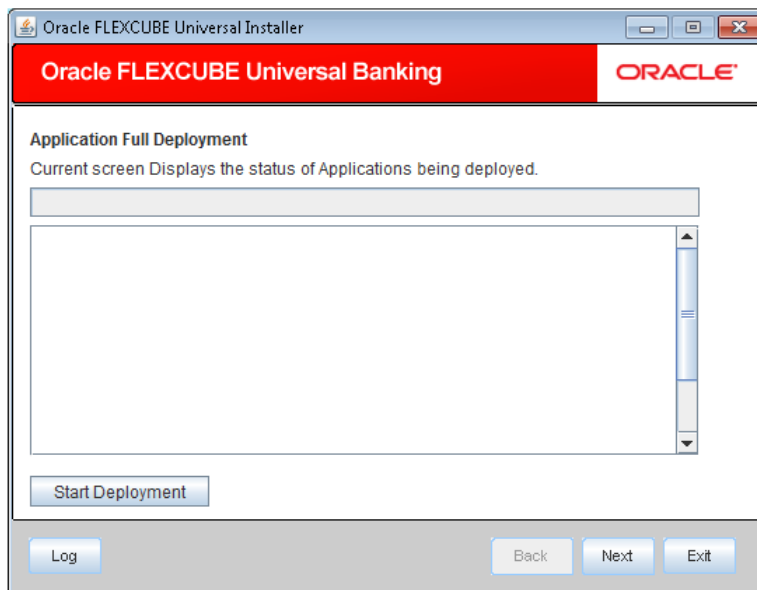 Oracle FLEXCUBE Universal Installer
Oracle FLEXCUBE Universal Banking
ORACLE
Application Full Deployment
Current screen Displays the status of Applications being deployed.
Start Deployment
Log
Back
Next
Exit